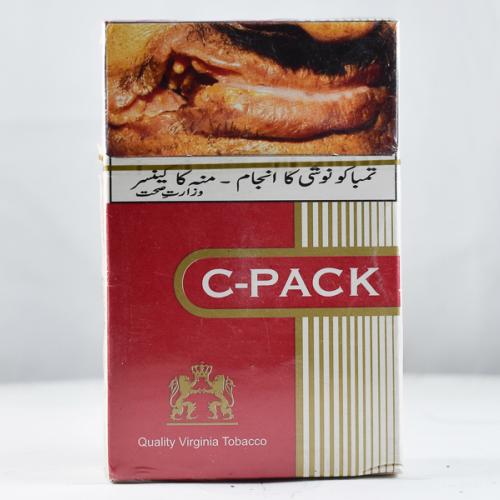 تمباکو نوشی کا انجام - منہ کا کینسر
وزارتِ صحت
C-PACK
Quality Virginia Tobacco